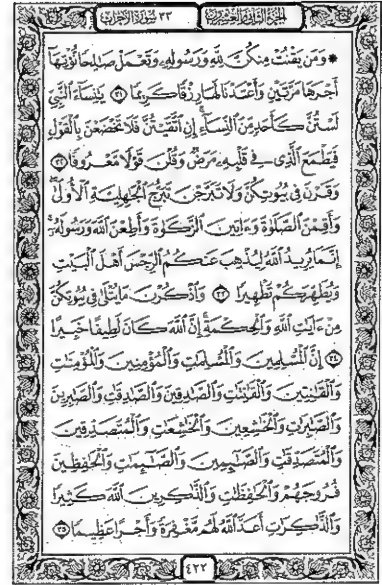 الجزء الثاني والعشرون
٣٣ سورة الأحزاب
۞ وَمَن يَقْنُتْ مِنكُنَّ لِلَّهِ وَرَسُولِهِۦ وَتَعْمَلْ صَٰلِحًا نُّؤْتِهَآ
أَجْرَهَا مَرَّتَيْنِ وَأَعْتَدْنَا لَهَا رِزْقًا كَرِيمًا ٣١ يَٰنِسَآءَ ٱلنَّبِيِّ
لَسْتُنَّ كَأَحَدٍ مِّنَ ٱلنِّسَآءِ إِنِ ٱتَّقَيْتُنَّ فَلَا تَخْضَعْنَ بِٱلْقَوْلِ
فَيَطْمَعَ ٱلَّذِى فِى قَلْبِهِۦ مَرَضٌ وَقُلْنَ قَوْلًا مَّعْرُوفًا ٣٢
وَقَرْنَ فِى بُيُوتِكُنَّ وَلَا تَبَرَّجْنَ تَبَرُّجَ ٱلْجَٰهِلِيَّةِ ٱلْأُولَىٰ
وَأَقِمْنَ ٱلصَّلَوٰةَ وَءَاتِينَ ٱلزَّكَوٰةَ وَأَطِعْنَ ٱللَّهَ وَرَسُولَهُۥٓ
إِنَّمَا يُرِيدُ ٱللَّهُ لِيُذْهِبَ عَنكُمُ ٱلرِّجْسَ أَهْلَ ٱلْبَيْتِ
وَيُطَهِّرَكُمْ تَطْهِيرًا ٣٣ وَٱذْكُرْنَ مَا يُتْلَىٰ فِى بُيُوتِكُنَّ
مِنْ ءَايَٰتِ ٱللَّهِ وَٱلْحِكْمَةِ إِنَّ ٱللَّهَ كَانَ لَطِيفًا خَبِيرًا
٣٤ إِنَّ ٱلْمُسْلِمِينَ وَٱلْمُسْلِمَٰتِ وَٱلْمُؤْمِنِينَ وَٱلْمُؤْمِنَٰتِ
وَٱلْقَٰنِتِينَ وَٱلْقَٰنِتَٰتِ وَٱلصَّٰدِقِينَ وَٱلصَّٰدِقَٰتِ وَٱلصَّٰبِرِينَ
وَٱلصَّٰبِرَٰتِ وَٱلْخَٰشِعِينَ وَٱلْخَٰشِعَٰتِ وَٱلْمُتَصَدِّقِينَ
وَٱلْمُتَصَدِّقَٰتِ وَٱلصَّٰٓئِمِينَ وَٱلصَّٰٓئِمَٰتِ وَٱلْحَٰفِظِينَ
فُرُوجَهُمْ وَٱلْحَٰفِظَٰتِ وَٱلذَّٰكِرِينَ ٱللَّهَ كَثِيرًا
وَٱلذَّٰكِرَٰتِ أَعَدَّ ٱللَّهُ لَهُم مَّغْفِرَةً وَأَجْرًا عَظِيمًا ٣٥
٤٢٢